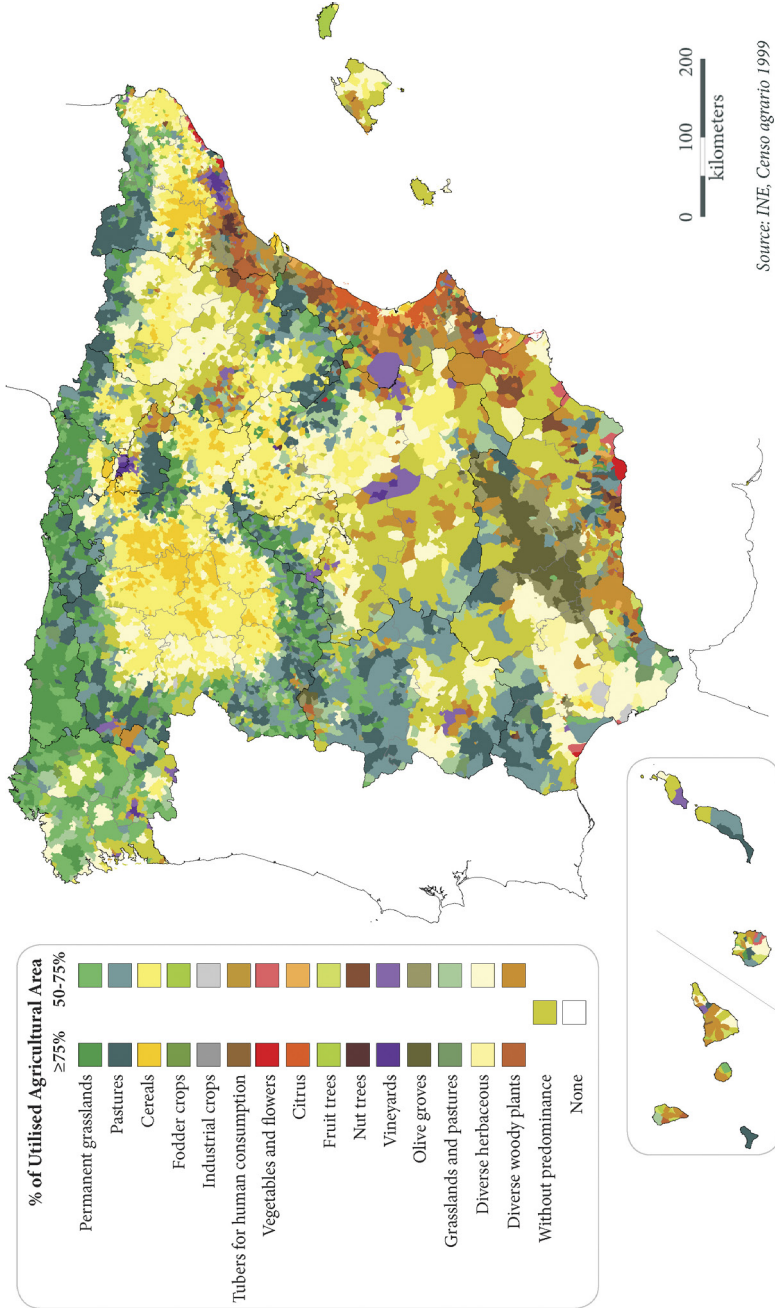 % of Utilised Agricultural Area
≥75% 50-75%
Permanent grasslands
Pastures
Cereals
Fodder crops
Industrial crops
Tubers for human consumption
Vegetables and flowers
Citrus
Fruit trees
Nut trees
Vineyards
Olive groves
Grasslands and pastures
Diverse herbaceous
Diverse woody plants
Without predominance
None
0 100 200
kilometers
Source: INE, Censo agrario 1999